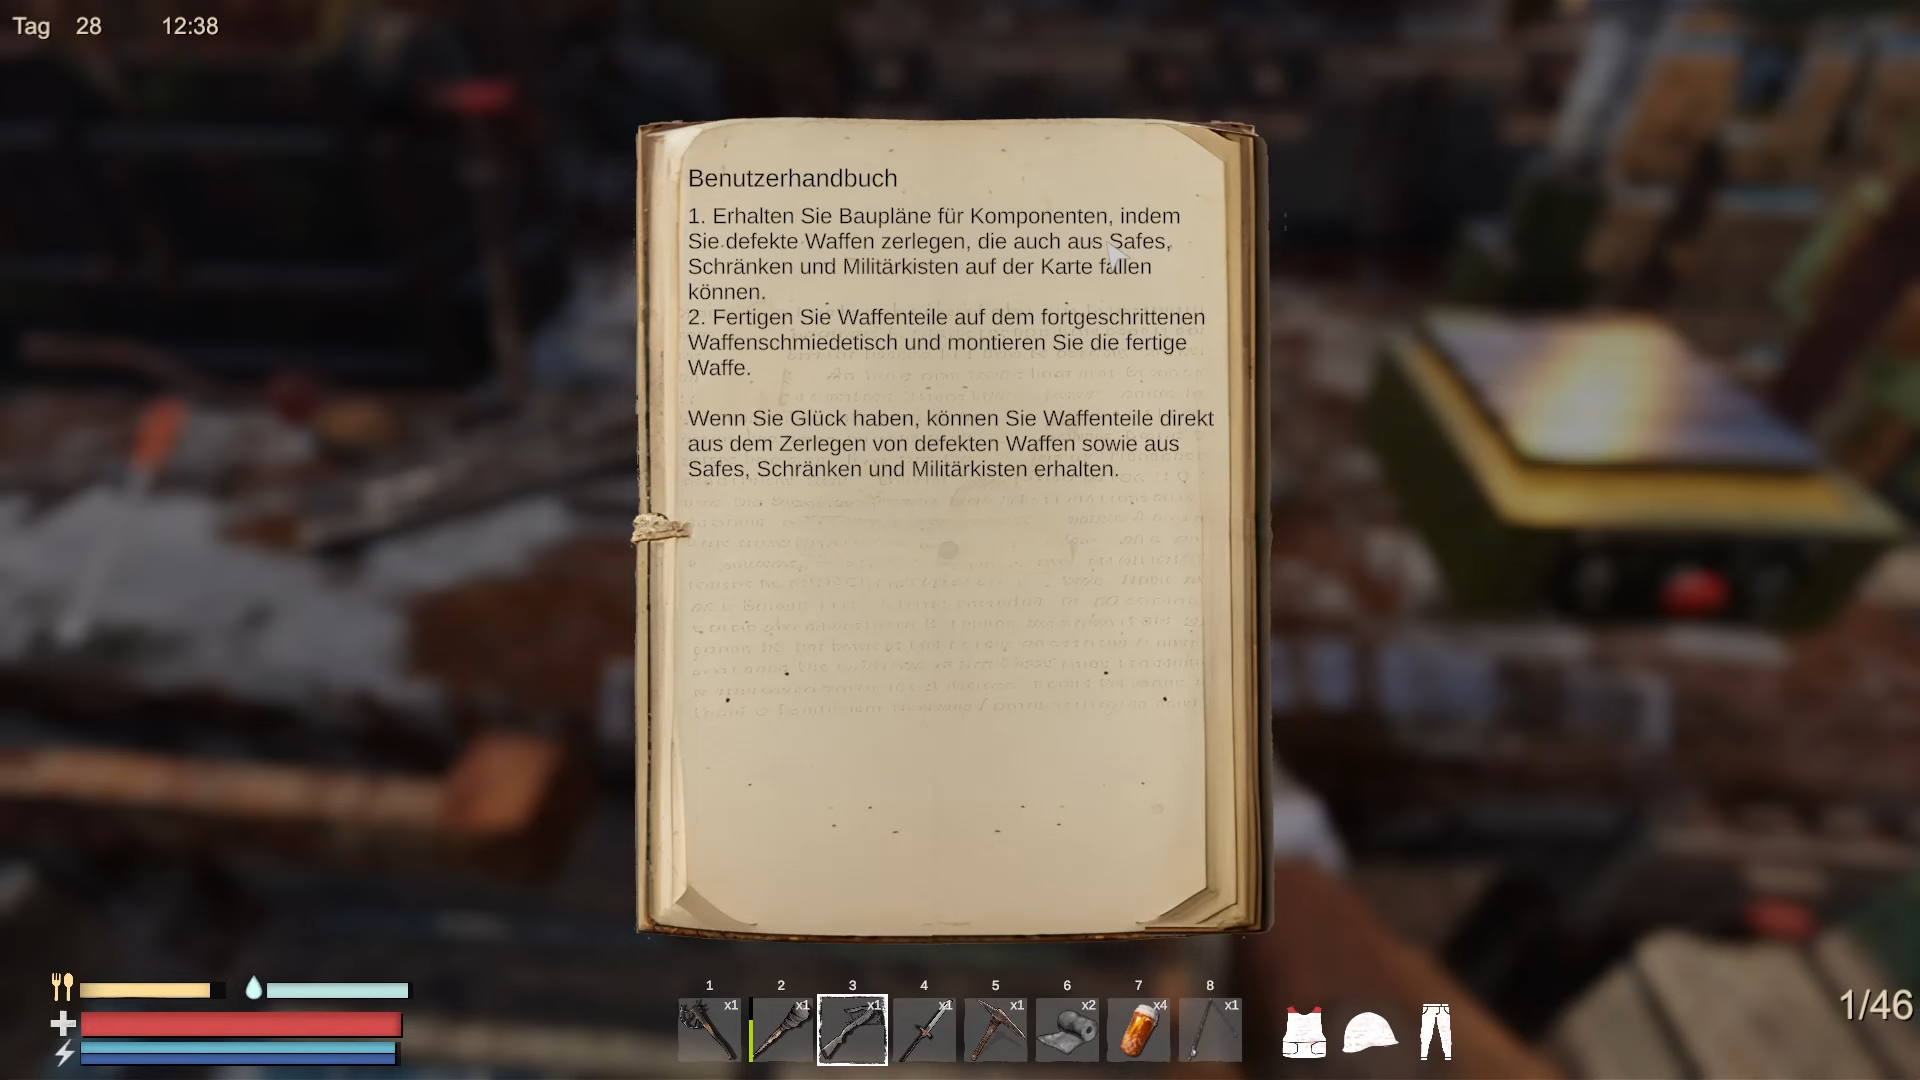 Tag 28 12:38
Benutzerhandbuch
1. Erhalten Sie Baupläne für Komponenten, indem
Sie defekte Waffen zerlegen, die auch aus Safes,
Schränken und Militärkisten auf der Karte fallen
können.
2. Fertigen Sie Waffenteile auf dem fortgeschrittenen
Waffenschmiedetisch und montieren Sie die fertige
Waffe.
Wenn Sie Glück haben, können Sie Waffenteile direkt
aus dem Zerlegen von defekten Waffen sowie aus
Safes, Schränken und Militärkisten erhalten.
1 2 3 4 5 6 7 8
x1 x1 x1 x1 x1 x2 x4 x1
1/46